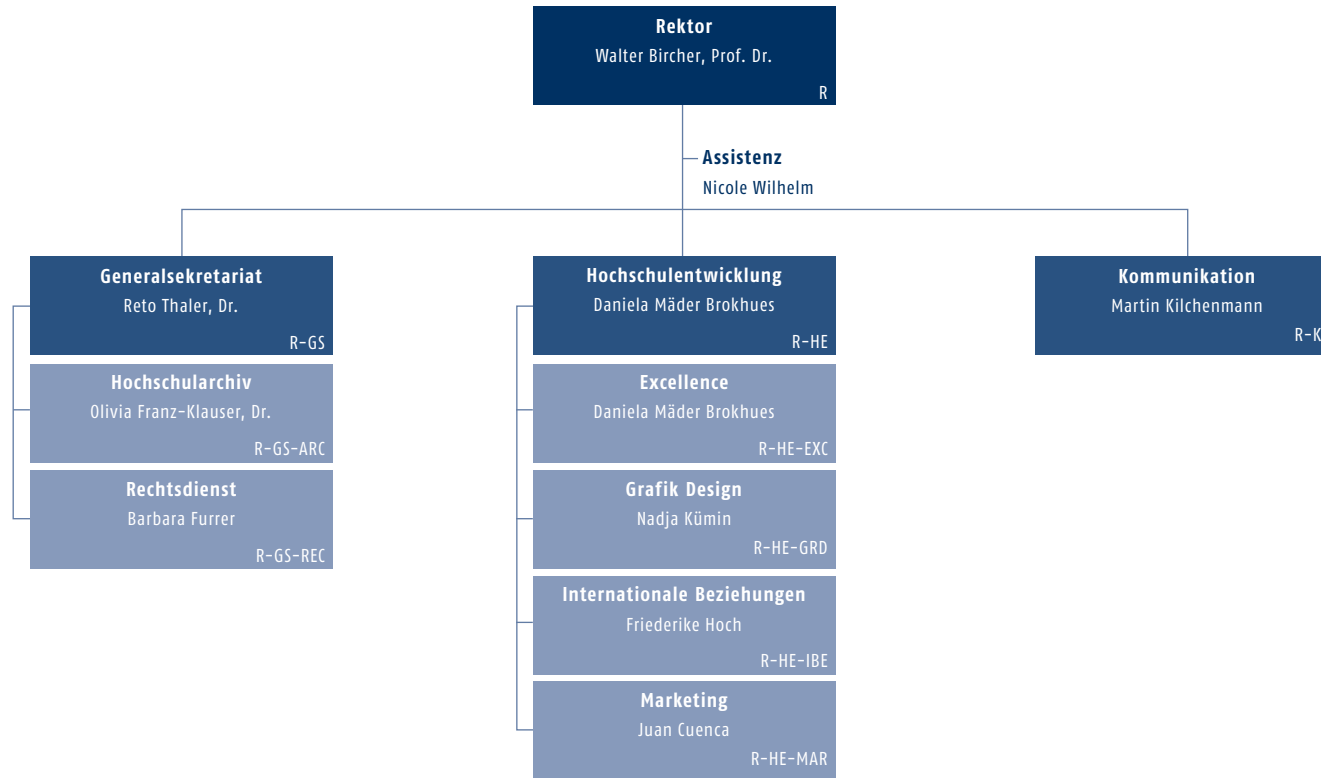 Rektor
Walter Bircher, Prof. Dr.
R
Assistenz
Nicole Wilhelm
Generalsekretariat
Reto Thaler, Dr.
R-GS
Hochschularchiv
Olivia Franz-Klauser, Dr.
R-GS-ARC
Rechtsdienst
Barbara Furrer
R-GS-REC
Hochschulentwicklung
Daniela Mäder Brokhues
R-HE
Excellence
Daniela Mäder Brokhues
R-HE-EXC
Grafik Design
Nadja Kümin
R-HE-GRD
Internationale Beziehungen
Friederike Hoch
R-HE-IBE
Marketing
Juan Cuenca
R-HE-MAR
Kommunikation
Martin Kilchenmann